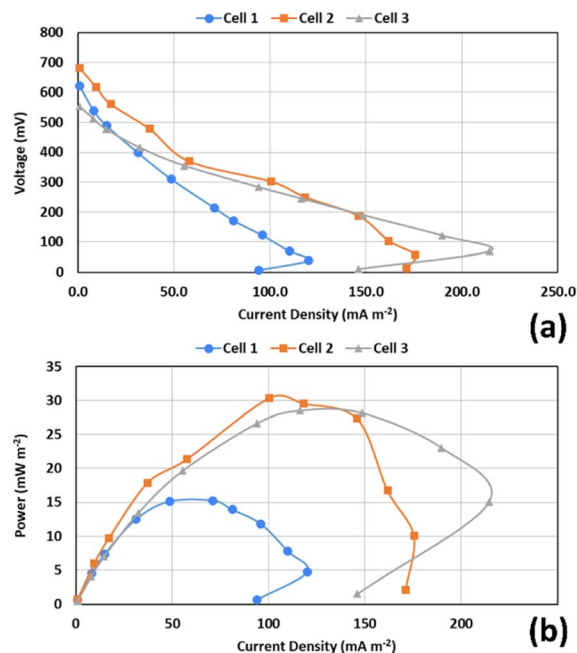 Cell 1 Cell 2 Cell 3
800
700
600
500
400
300
200
100
0
Voltage (mV)
0.0 50.0 100.0 150.0 200.0 250.0
Current Density (mA m⁻²)
(a)
Cell 1 Cell 2 Cell 3
35
30
25
20
15
10
5
0
Power (mW m⁻²)
0 50 100 150 200 250
Current Density (mA m⁻²)
(b)